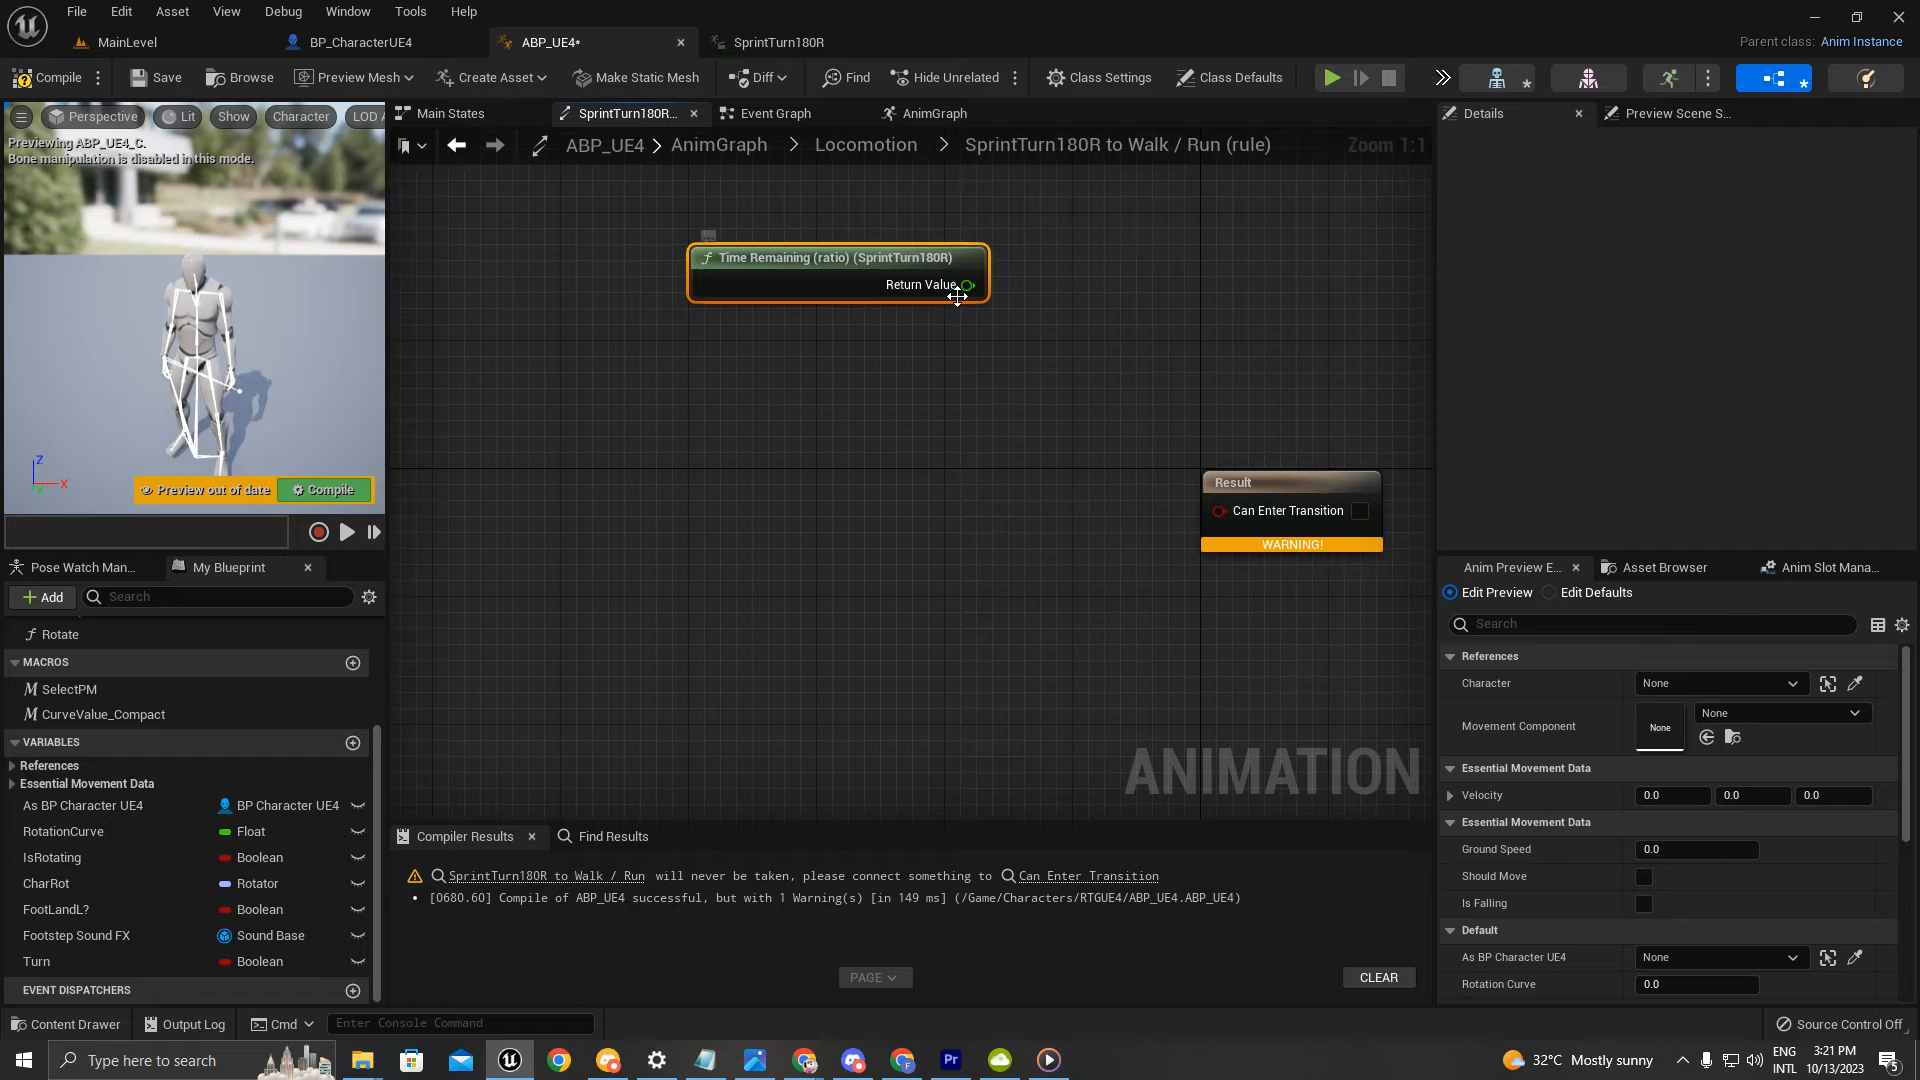 File Edit Asset View Debug Window Tools Help
MainLevel BP_CharacterUE4 ABP_UE4* SprintTurn180R
Parent class: Anim Instance
Compile Save Browse Preview Mesh Create Asset Make Static Mesh Diff Find Hide Unrelated Class Settings Class Defaults
Perspective Lit Show Character LOD A
Previewing ABP_UE4_C.
Bone manipulation is disabled in this mode.
Z
X
Y
Preview out of date Compile
Main States SprintTurn180R... Event Graph AnimGraph
ABP_UE4 > AnimGraph > Locomotion > SprintTurn180R to Walk / Run (rule) Zoom 1:1
Time Remaining (ratio) (SprintTurn180R)
Return Value
Result
Can Enter Transition
WARNING!
ANIMATION
Details Preview Scene S...
Pose Watch Man... My Blueprint
Add Search
Rotate
MACROS
SelectPM
CurveValue_Compact
VARIABLES
References
Essential Movement Data
As BP Character UE4 BP Character UE4
RotationCurve Float
IsRotating Boolean
CharRot Rotator
FootLandL? Boolean
Footstep Sound FX Sound Base
Turn Boolean
EVENT DISPATCHERS
Compiler Results Find Results
SprintTurn180R to Walk / Run will never be taken, please connect something to Can Enter Transition
[0680.60] Compile of ABP_UE4 successful, but with 1 Warning(s) [in 149 ms] (/Game/Characters/RTGUE4/ABP_UE4.ABP_UE4)
PAGE CLEAR
Anim Preview E... Asset Browser Anim Slot Mana...
Edit Preview Edit Defaults
Search
References
Character None
Movement Component None None
Essential Movement Data
Velocity 0.0 0.0 0.0
Essential Movement Data
Ground Speed 0.0
Should Move
Is Falling
Default
As BP Character UE4 None
Rotation Curve 0.0
Content Drawer Output Log Cmd Enter Console Command Source Control Off
Type here to search
Pr
32°C Mostly sunny
ENG
INTL
3:21 PM
10/13/2023
5